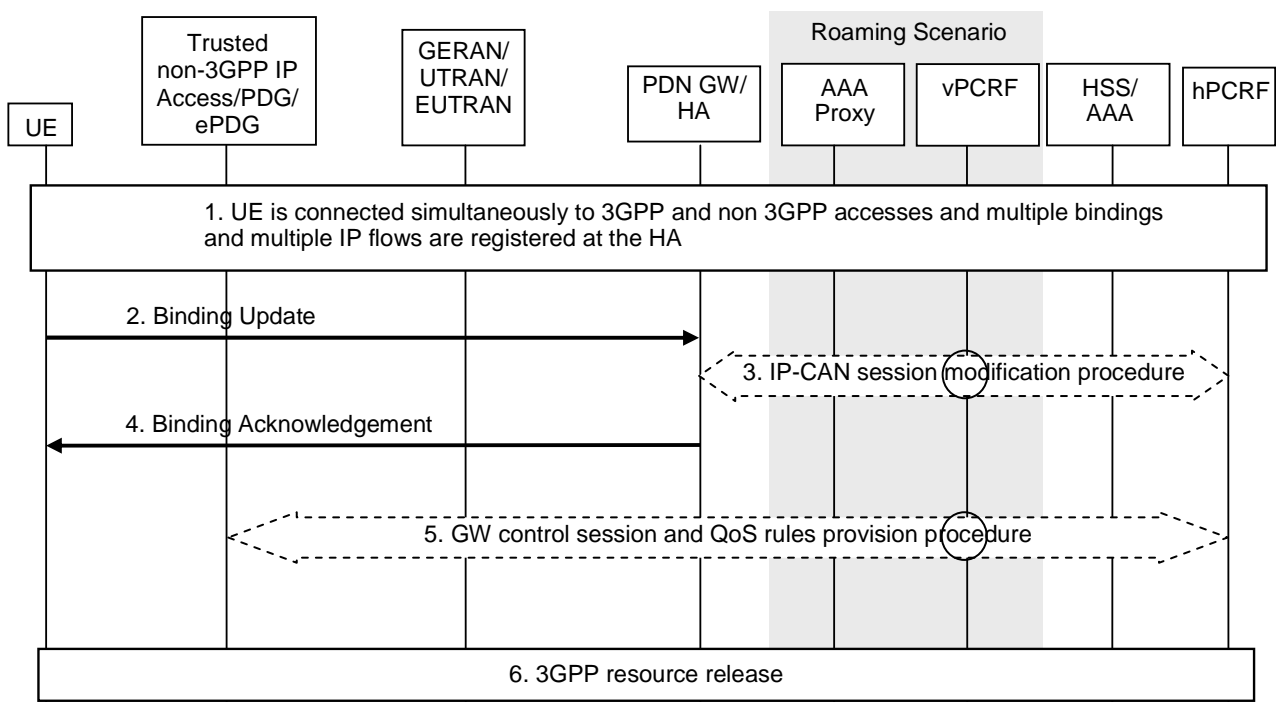 Roaming Scenario
UE
Trusted
non-3GPP IP
Access/PDG/
ePDG
GERAN/
UTRAN/
EUTRAN
PDN GW/
HA
AAA
Proxy
vPCRF
HSS/
AAA
hPCRF
1. UE is connected simultaneously to 3GPP and non 3GPP accesses and multiple bindings
and multiple IP flows are registered at the HA
2. Binding Update
3. IP-CAN session modification procedure
4. Binding Acknowledgement
5. GW control session and QoS rules provision procedure
6. 3GPP resource release